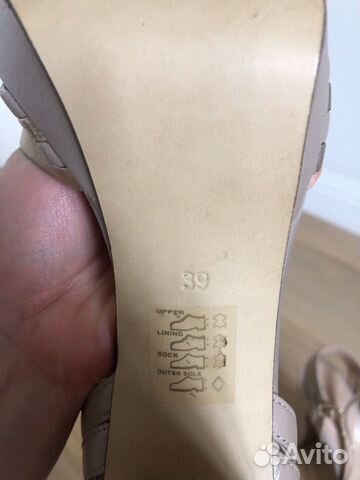 39
UPPER
LINING
SOCK
OUTER SOLE
Avito